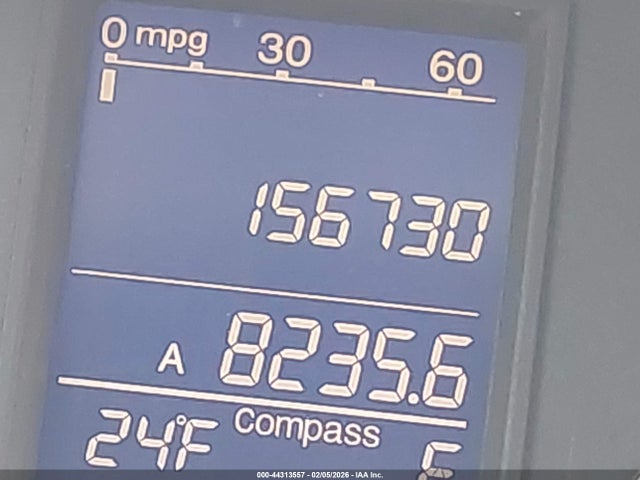 0 mpg 30 60
156730
A 8235.6
24°F Compass E
000-44313557 - 02/05/2026 - IAA Inc.